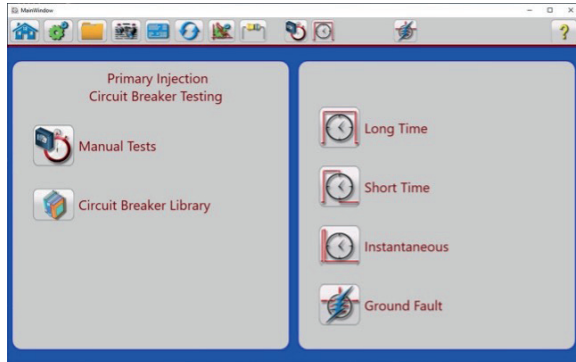 MainWindow
?
Primary Injection
Circuit Breaker Testing
Manual Tests
Circuit Breaker Library
Long Time
Short Time
Instantaneous
Ground Fault